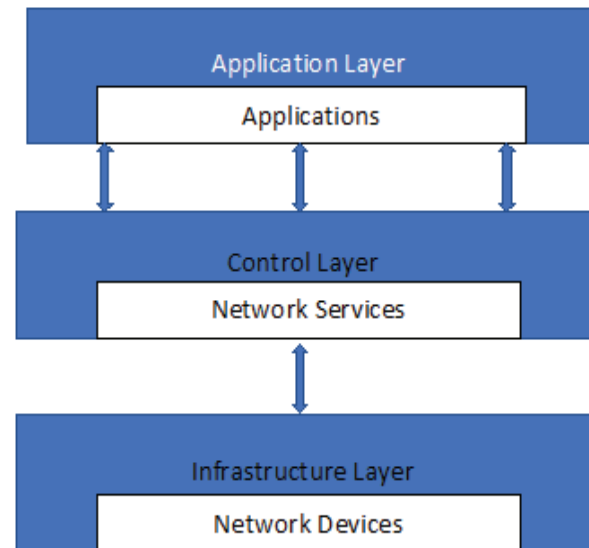 Application Layer
Applications
Control Layer
Network Services
Infrastructure Layer
Network Devices